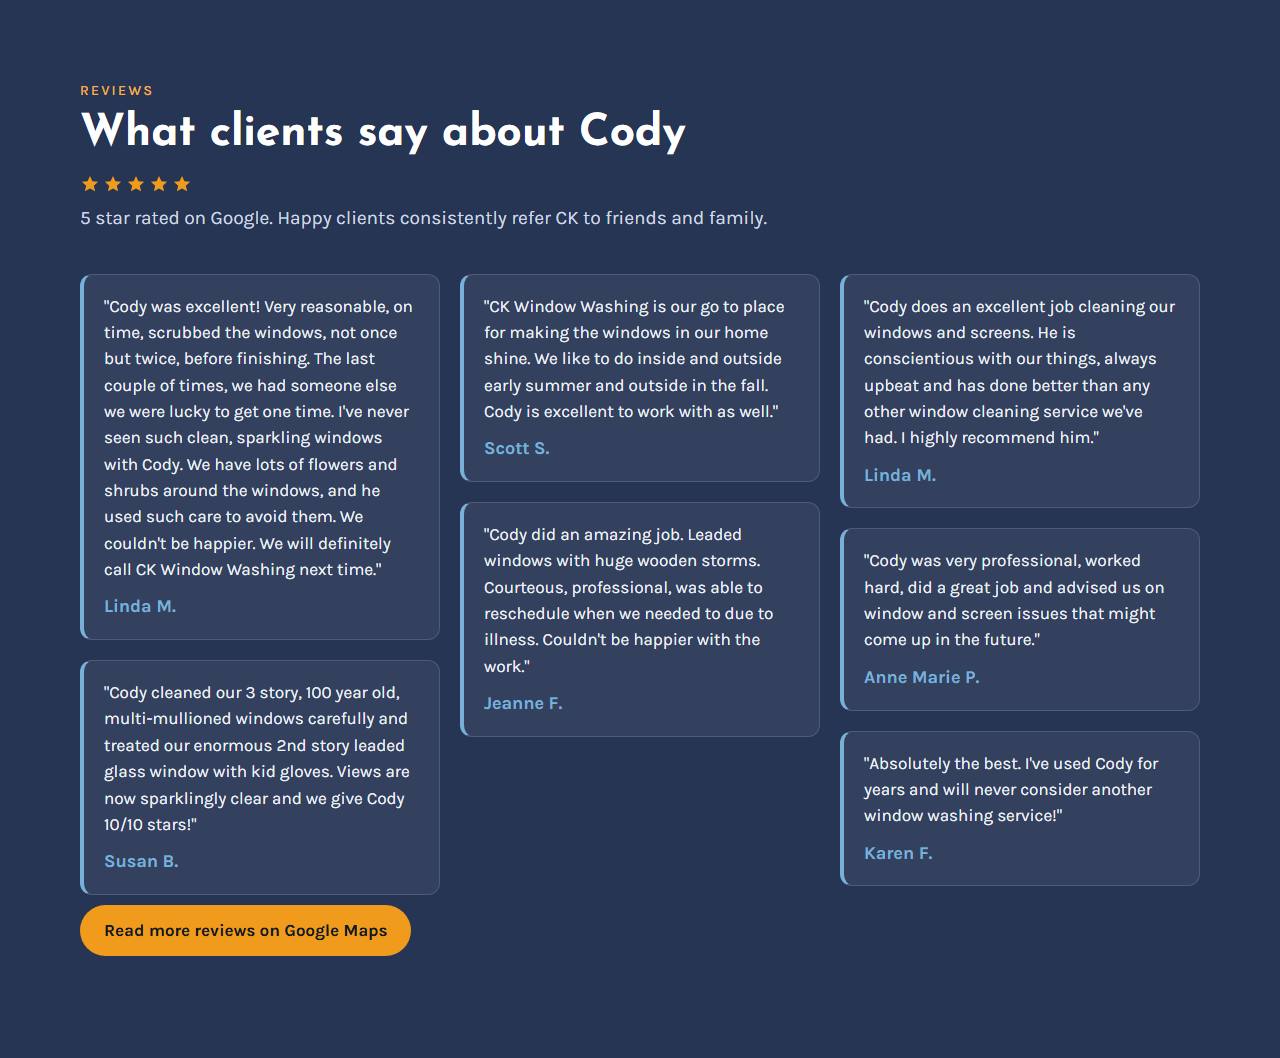 REVIEWS
What clients say about Cody
5 star rated on Google. Happy clients consistently refer CK to friends and family.
"Cody was excellent! Very reasonable, on
time, scrubbed the windows, not once
but twice, before finishing. The last
couple of times, we had someone else
we were lucky to get one time. I've never
seen such clean, sparkling windows
with Cody. We have lots of flowers and
shrubs around the windows, and he
used such care to avoid them. We
couldn't be happier. We will definitely
call CK Window Washing next time."
Linda M.
"Cody cleaned our 3 story, 100 year old,
multi-mullioned windows carefully and
treated our enormous 2nd story leaded
glass window with kid gloves. Views are
now sparklingly clear and we give Cody
10/10 stars!"
Susan B.
"CK Window Washing is our go to place
for making the windows in our home
shine. We like to do inside and outside
early summer and outside in the fall.
Cody is excellent to work with as well."
Scott S.
"Cody did an amazing job. Leaded
windows with huge wooden storms.
Courteous, professional, was able to
reschedule when we needed to due to
illness. Couldn't be happier with the
work."
Jeanne F.
"Cody does an excellent job cleaning our
windows and screens. He is
conscientious with our things, always
upbeat and has done better than any
other window cleaning service we've
had. I highly recommend him."
Linda M.
"Cody was very professional, worked
hard, did a great job and advised us on
window and screen issues that might
come up in the future."
Anne Marie P.
"Absolutely the best. I've used Cody for
years and will never consider another
window washing service!"
Karen F.
Read more reviews on Google Maps